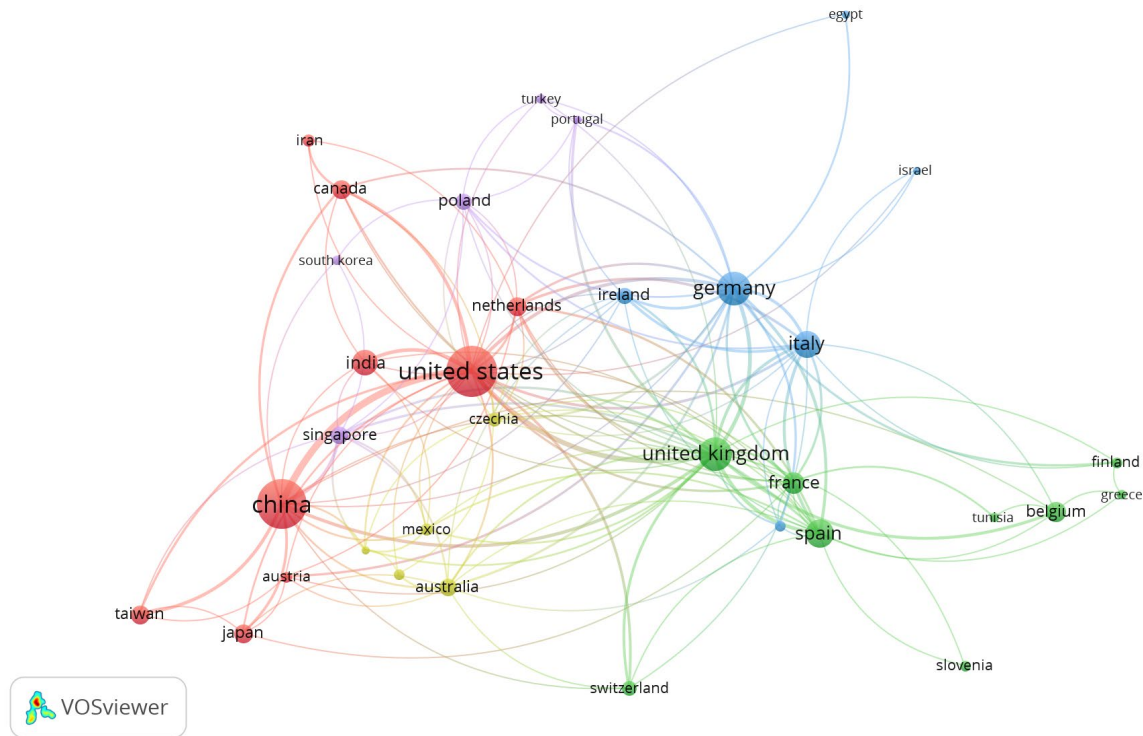 egypt
turkey
portugal
iran
israel
canada
poland
south korea
germany
ireland
netherlands
italy
india
united states
czechia
singapore
united kingdom
finland
france
greece
china
belgium
tunisia
mexico
spain
austria
australia
taiwan
japan
slovenia
switzerland
VOSviewer